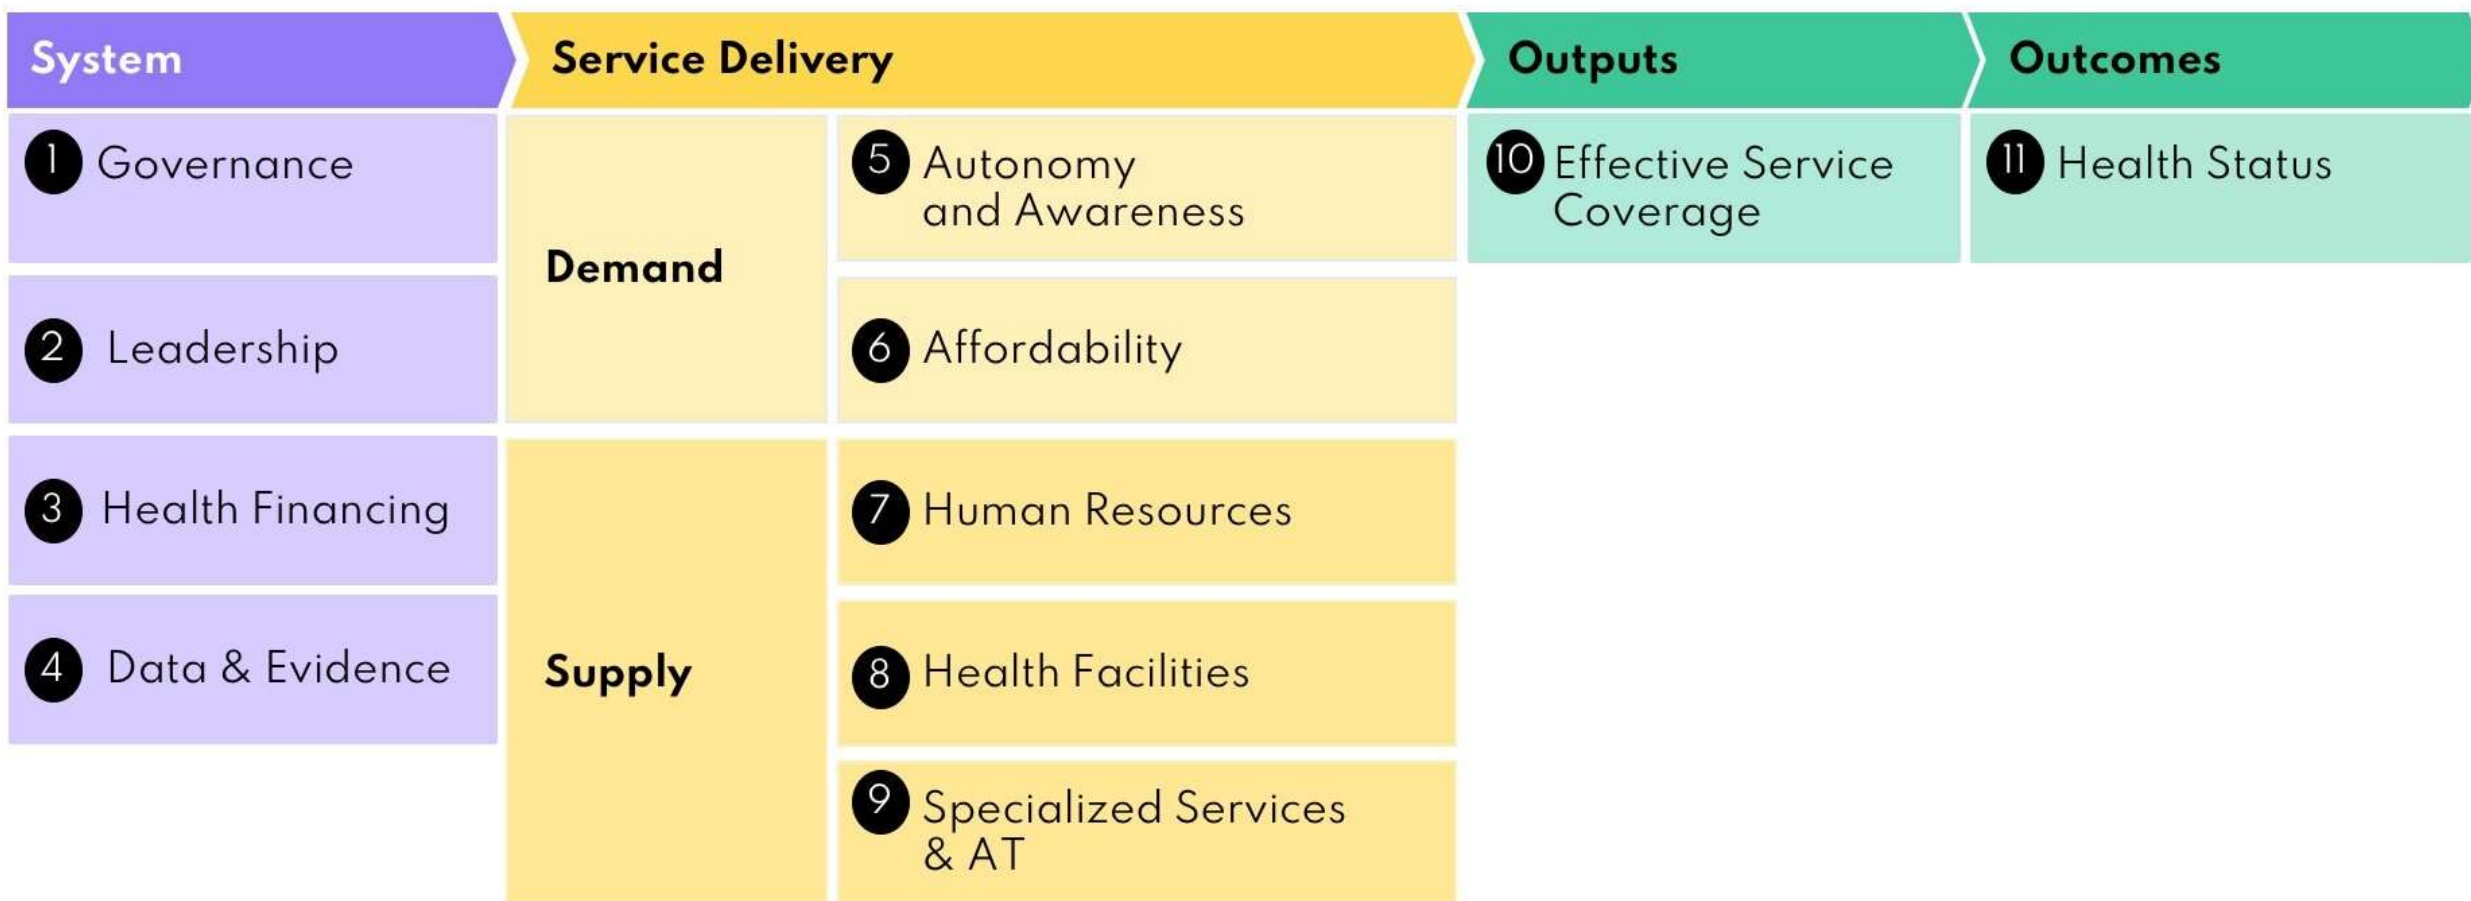 System
Service Delivery
Outputs
Outcomes
1 Governance
2 Leadership
3 Health Financing
4 Data & Evidence
Demand
5 Autonomy
and Awareness
6 Affordability
Supply
7 Human Resources
8 Health Facilities
9 Specialized Services
& AT
10 Effective Service
Coverage
11 Health Status